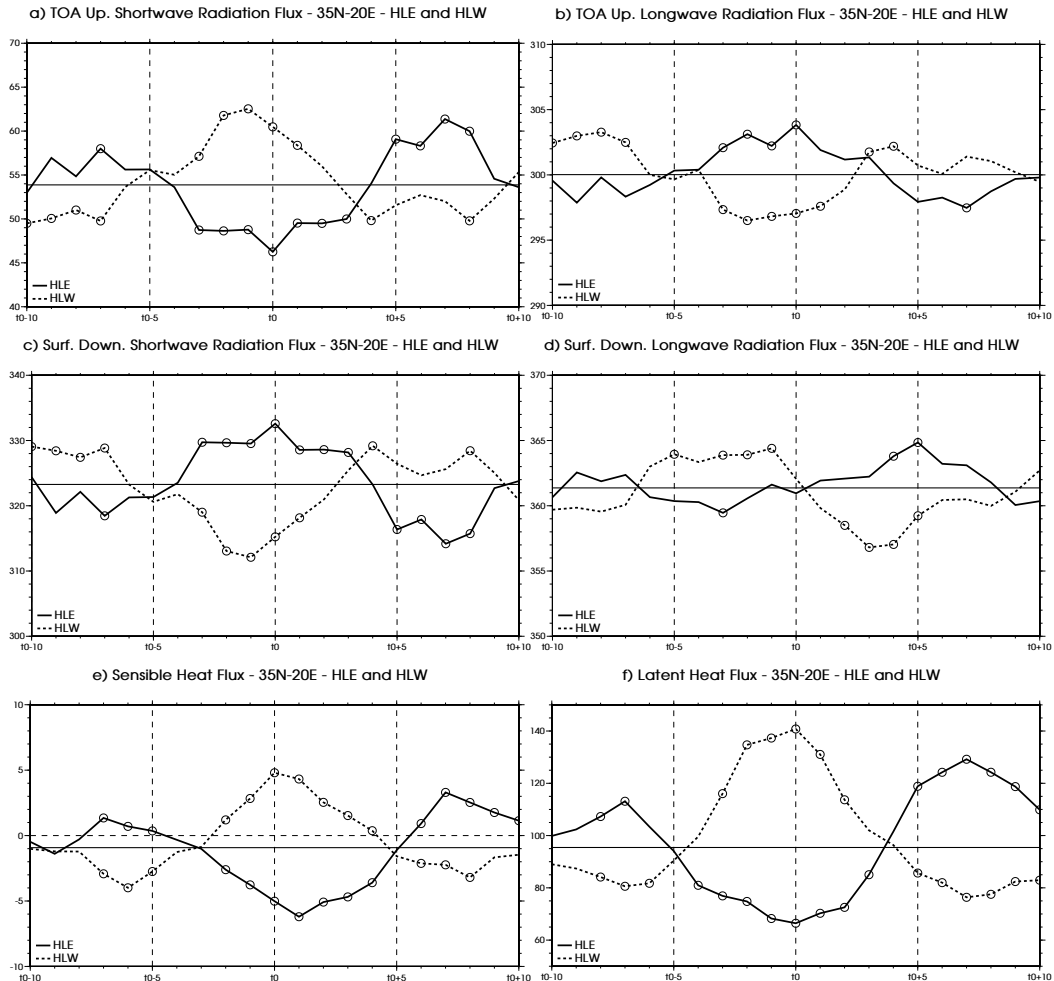 a) TOA Up. Shortwave Radiation Flux - 35N-20E - HLE and HLW
70
65
60
55
50
45
40
HLE
HLW
t0-10
t0-5
t0
t0+5
t0+10
b) TOA Up. Longwave Radiation Flux - 35N-20E - HLE and HLW
310
305
300
295
290
HLE
HLW
t0-10
t0-5
t0
t0+5
t0+10
c) Surf. Down. Shortwave Radiation Flux - 35N-20E - HLE and HLW
340
330
320
310
300
HLE
HLW
t0-10
t0-5
t0
t0+5
t0+10
d) Surf. Down. Longwave Radiation Flux - 35N-20E - HLE and HLW
370
365
360
355
350
HLE
HLW
t0-10
t0-5
t0
t0+5
t0+10
e) Sensible Heat Flux - 35N-20E - HLE and HLW
10
5
0
-5
-10
HLE
HLW
t0-10
t0-5
t0
t0+5
t0+10
f) Latent Heat Flux - 35N-20E - HLE and HLW
140
120
100
80
60
HLE
HLW
t0-10
t0-5
t0
t0+5
t0+10